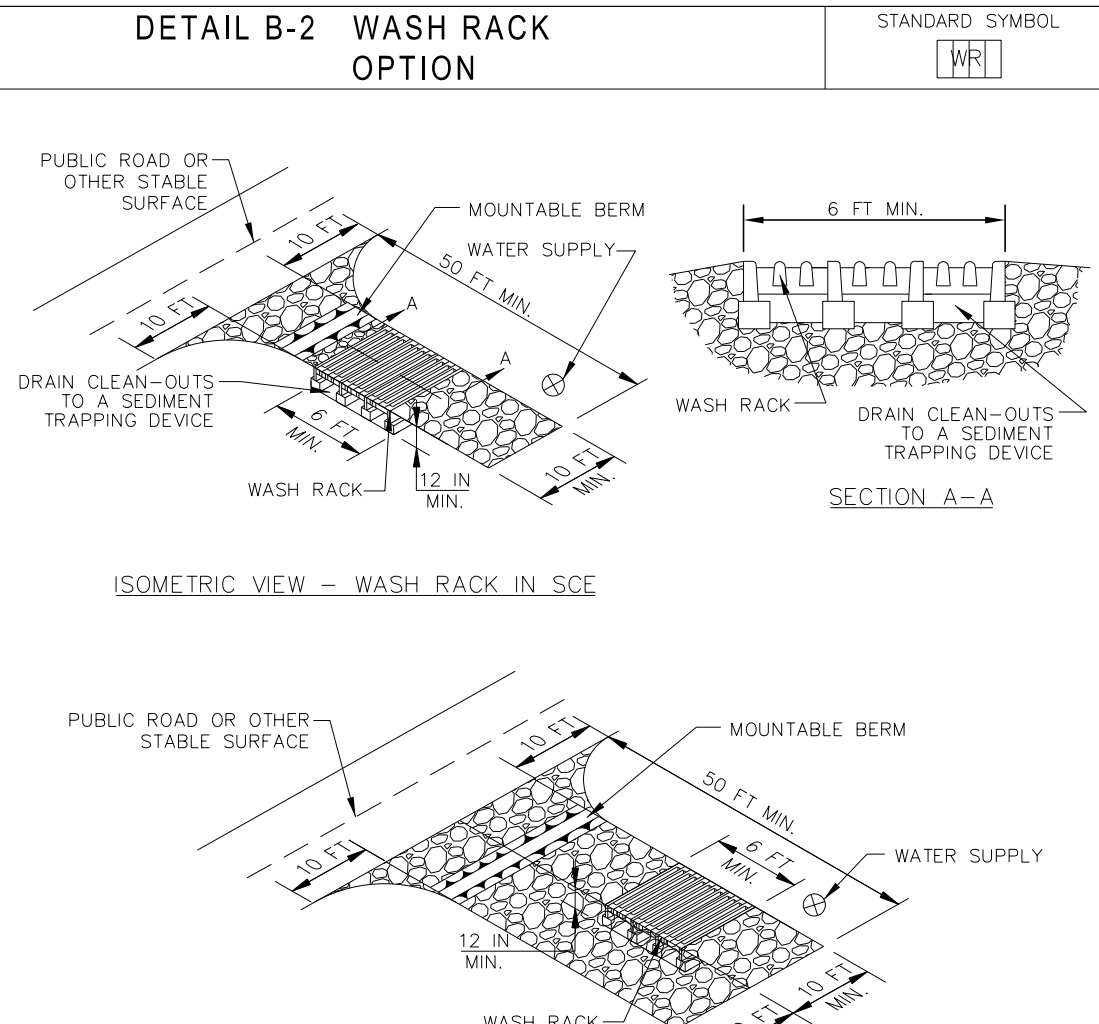 DETAIL B-2 WASH RACK
OPTION
STANDARD SYMBOL
WR
PUBLIC ROAD OR
OTHER STABLE
SURFACE
10 FT
MOUNTABLE BERM
WATER SUPPLY
50 FT MIN.
10 FT
A
A
DRAIN CLEAN-OUTS
TO A SEDIMENT
TRAPPING DEVICE
6 FT
MIN.
WASH RACK
12 IN
MIN.
10 FT
MIN.
6 FT MIN.
WASH RACK
DRAIN CLEAN-OUTS
TO A SEDIMENT
TRAPPING DEVICE
SECTION A-A
ISOMETRIC VIEW - WASH RACK IN SCE
PUBLIC ROAD OR OTHER
STABLE SURFACE
10 FT
MOUNTABLE BERM
50 FT MIN.
10 FT
6 FT
MIN.
WATER SUPPLY
12 IN
MIN.
10 FT
MIN.
WASH RACK
FT